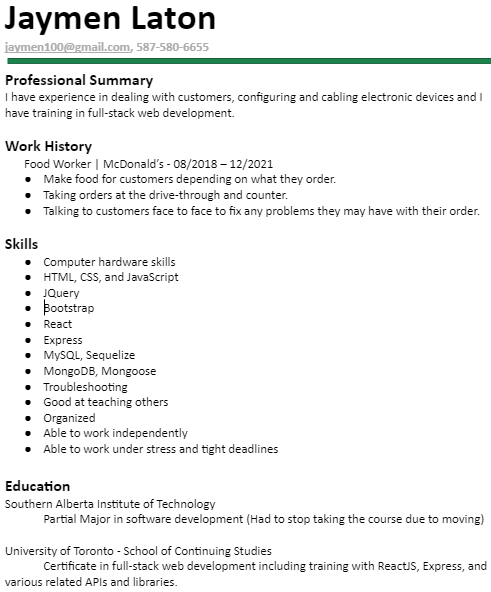 Jaymen Laton
jaymen100@gmail.com, 587-580-6655
Professional Summary
I have experience in dealing with customers, configuring and cabling electronic devices and I
have training in full-stack web development.
Work History
Food Worker | McDonald's - 08/2018 – 12/2021
● Make food for customers depending on what they order.
● Taking orders at the drive-through and counter.
● Talking to customers face to face to fix any problems they may have with their order.
Skills
● Computer hardware skills
● HTML, CSS, and JavaScript
● JQuery
● Bootstrap
● React
● Express
● MySQL, Sequelize
● MongoDB, Mongoose
● Troubleshooting
● Good at teaching others
● Organized
● Able to work independently
● Able to work under stress and tight deadlines
Education
Southern Alberta Institute of Technology
Partial Major in software development (Had to stop taking the course due to moving)
University of Toronto - School of Continuing Studies
Certificate in full-stack web development including training with ReactJS, Express, and
various related APIs and libraries.